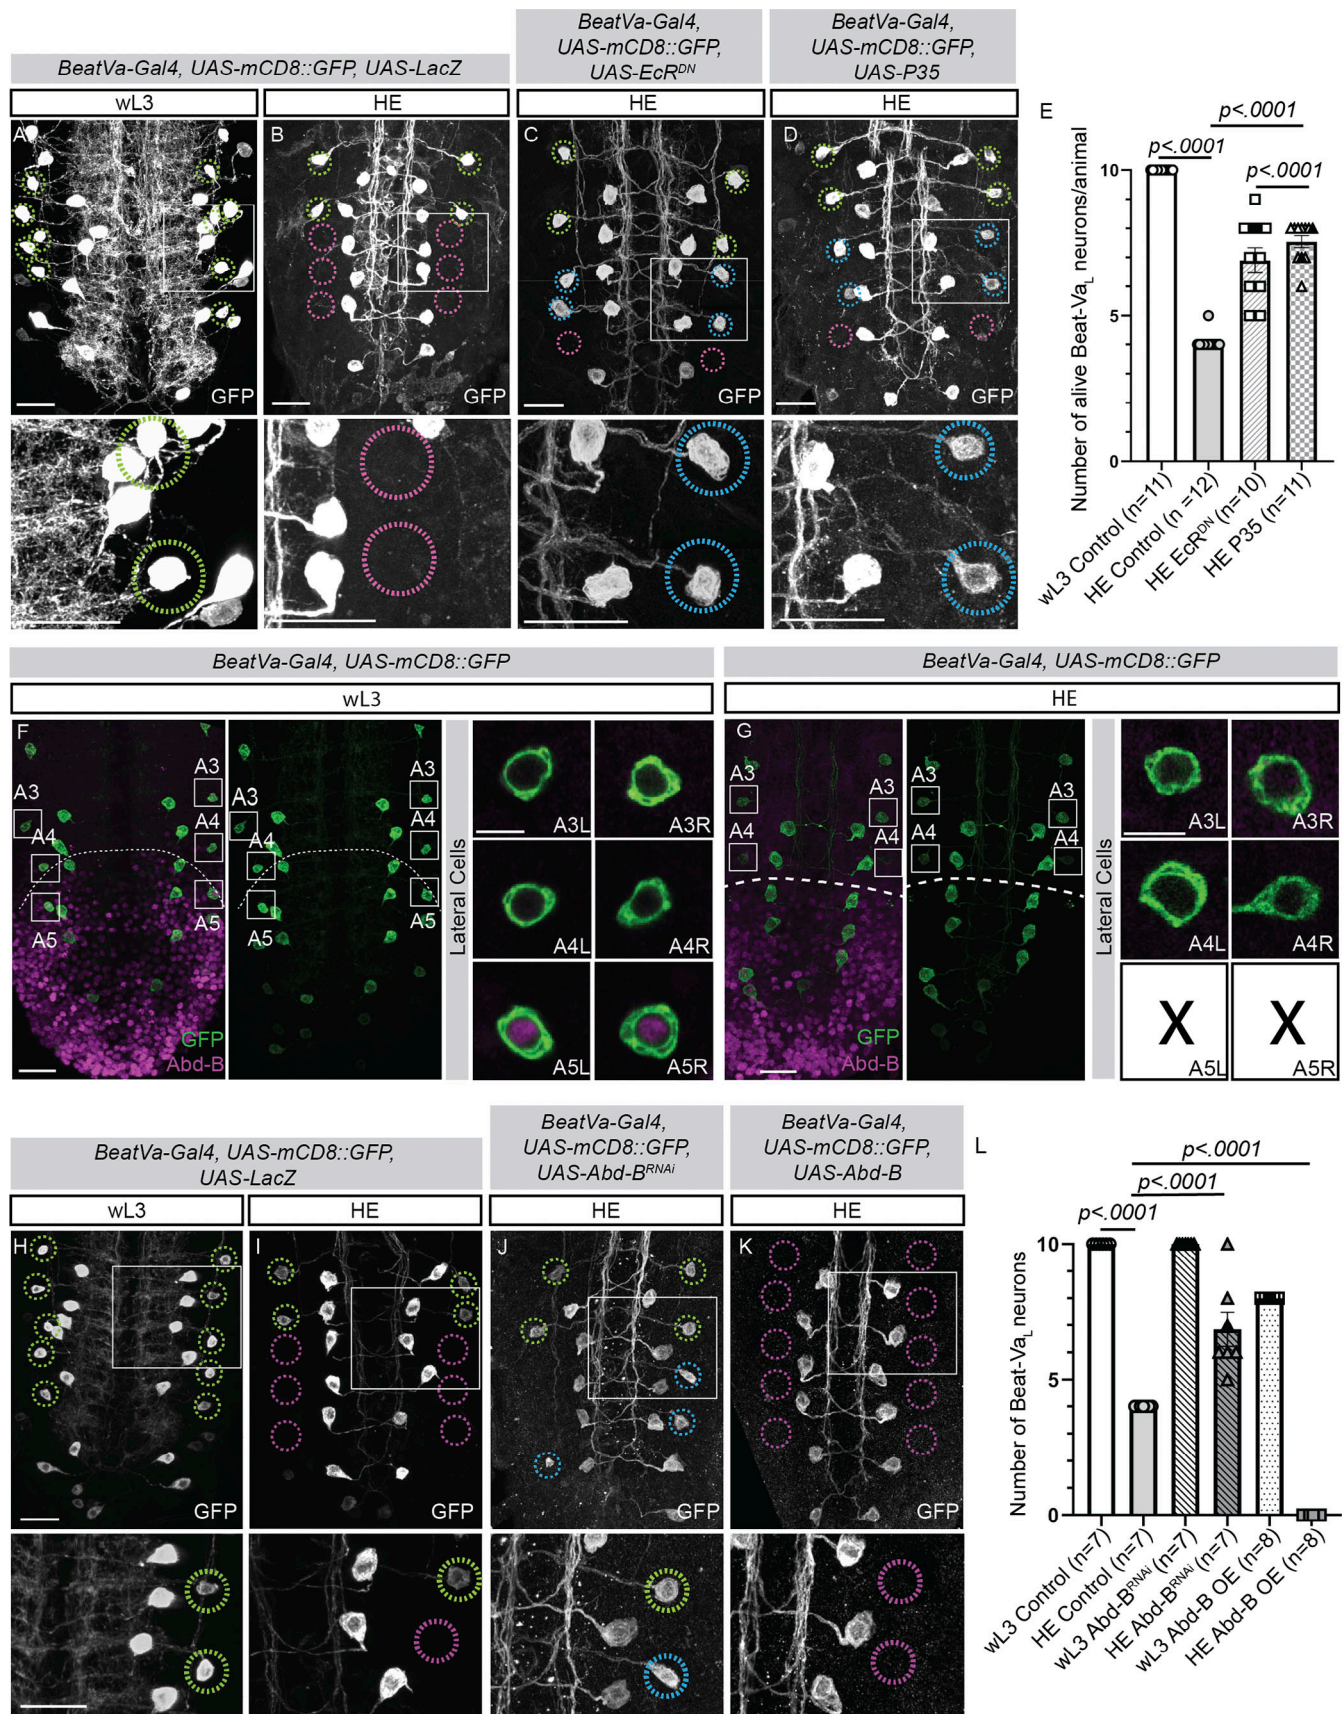 BeatVa-Gal4, UAS-mCD8::GFP, UAS-LacZ
BeatVa-Gal4,
UAS-mCD8::GFP,
UAS-EcR^DN
BeatVa-Gal4,
UAS-mCD8::GFP,
UAS-P35
wL3
HE
HE
HE
A
GFP
B
GFP
C
GFP
D
GFP
E
p<.0001
p<.0001
p<.0001
Number of alive Beat-Va_L neurons/animal
10
5
0
wL3 Control (n=11)
HE Control (n =12)
HE EcR^DN (n=10)
HE P35 (n=11)
BeatVa-Gal4, UAS-mCD8::GFP
wL3
F
A3
A3
A4
A4
A5
A5
GFP
Abd-B
A3
A3
A4
A4
A5
A5
Lateral Cells
A3L
A3R
A4L
A4R
A5L
A5R
BeatVa-Gal4, UAS-mCD8::GFP
HE
G
A3
A3
A4
A4
GFP
Abd-B
A3
A3
A4
A4
Lateral Cells
A3L
A3R
A4L
A4R
X
A5L
X
A5R
BeatVa-Gal4, UAS-mCD8::GFP,
UAS-LacZ
BeatVa-Gal4,
UAS-mCD8::GFP,
UAS-Abd-B^RNAi
BeatVa-Gal4,
UAS-mCD8::GFP,
UAS-Abd-B
wL3
HE
HE
HE
H
GFP
I
GFP
J
GFP
K
GFP
L
p<.0001
p<.0001
p<.0001
Number of Beat-Va_L neurons
10
5
0
wL3 Control (n=7)
HE Control (n=7)
wL3 Abd-B^RNAi (n=7)
HE Abd-B^RNAi (n=7)
wL3 Abd-B OE (n=8)
HE Abd-B OE (n=8)